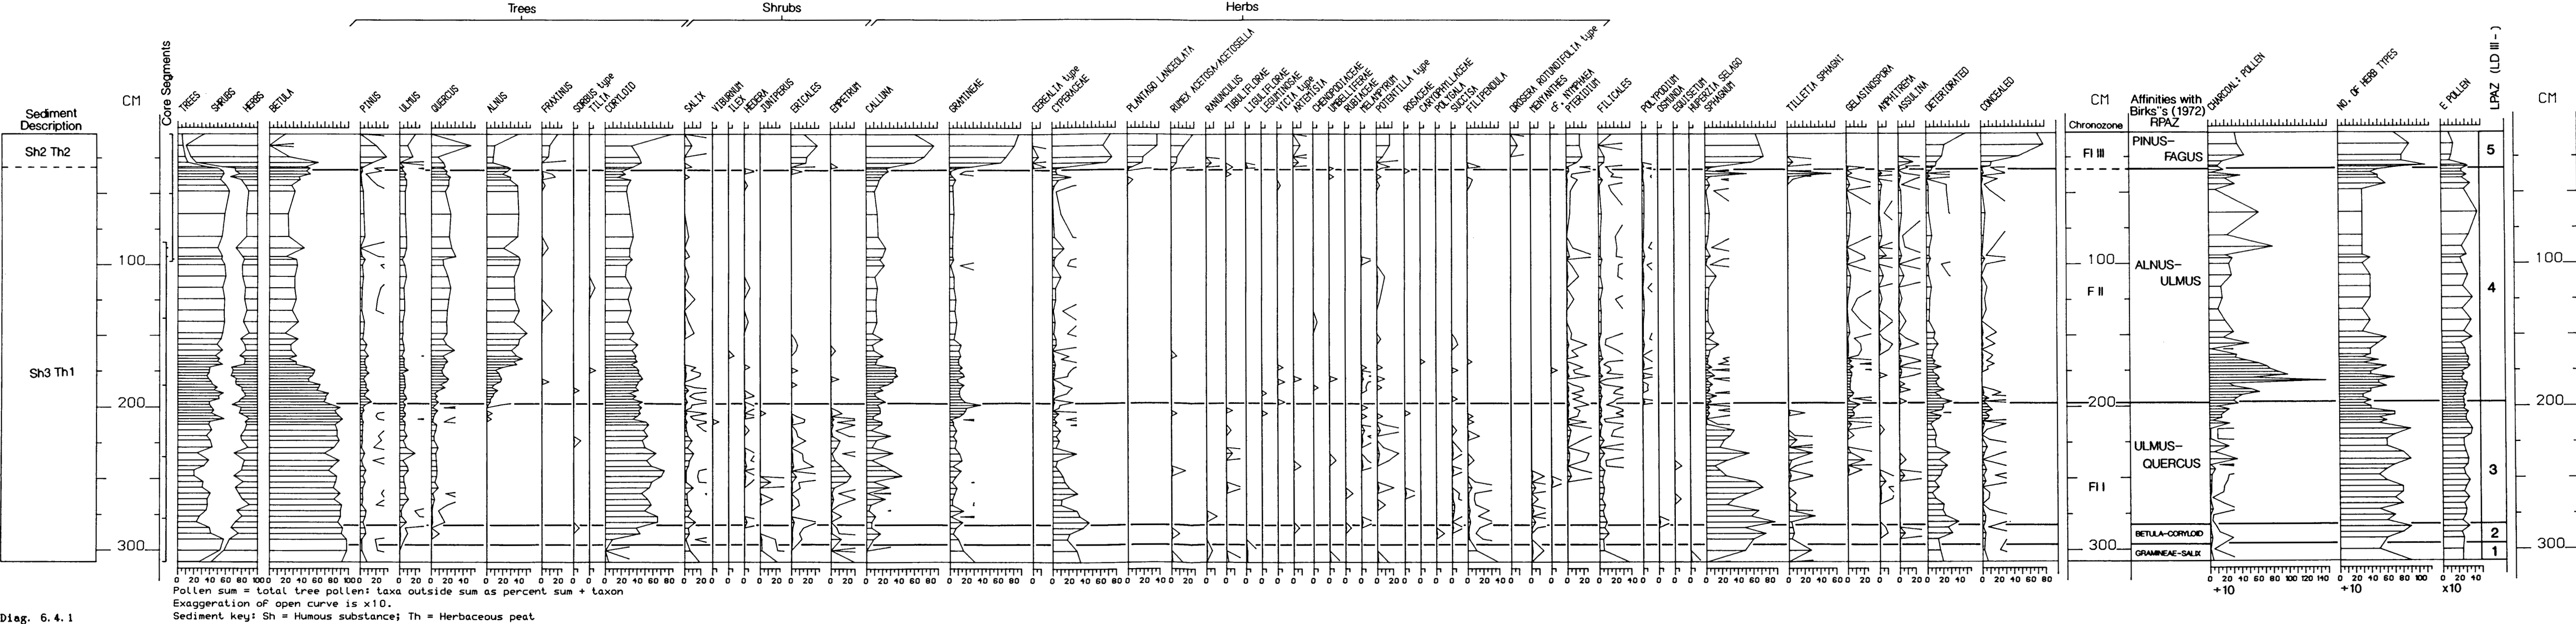 Trees Shrubs Herbs
Core Segments
Sediment
Description
CM
TREES
SHRUBS
HERBS
BETULA
PINUS
ULMUS
QUERCUS
ALNUS
FRAXINUS
SORBUS type
TILIA
CORYLOID
SALIX
VIBURNUM
ILEX
HEDERA
JUNIPERUS
ERICALES
EMPETRUM
CALLUNA
GRAMINEAE
CEREALIA type
CYPERACEAE
PLANTAGO LANCEOLATA
RUMEX ACETOSA/ACETOSELLA
RANUNCULUS
TUBULIFLORAE
LIGULIFLORAE
LEGUMINOSAE
VICIA type
ARTEMISIA
CHENOPODIACEAE
UMBELLIFERAE
RUBIACEAE
MELAMPYRUM
POTENTILLA type
ROSACEAE
CARYOPHYLLACEAE
POLYGALA
SUCCISA
FILIPENDULA
DROSERA ROTUNDIFOLIA type
MENYANTHES
CF. NYMPHAEA
PTERIDIUM
FILICALES
POLYPODIUM
OSMUNDA
EQUISETUM
HUPERZIA SELAGO
SPHAGNUM
TILLETIA SPHAGNI
GELASINOSPORA
AMPHITREMA
ASSULINA
DETERIORATED
CONCEALED
CM
Chronozone
Affinities with
Birks"s (1972)
RPAZ
CHARCOAL: POLLEN
NO. OF HERB TYPES
E POLLEN
LPAZ (LD III-)
CM
Sh2 Th2
Sh3 Th1
100
200
300
Fl III
F II
Fl I
100
200
300
PINUS-
FAGUS
ALNUS-
ULMUS
ULMUS-
QUERCUS
BETULA-CORYLOID
GRAMINEAE-SALIX
5
4
3
2
1
100
200
300
÷10
÷10
x10
Pollen sum = total tree pollen: taxa outside sum as percent sum + taxon
Exaggeration of open curve is x10.
Sediment key: Sh = Humous substance; Th = Herbaceous peat
Diag. 6.4.1